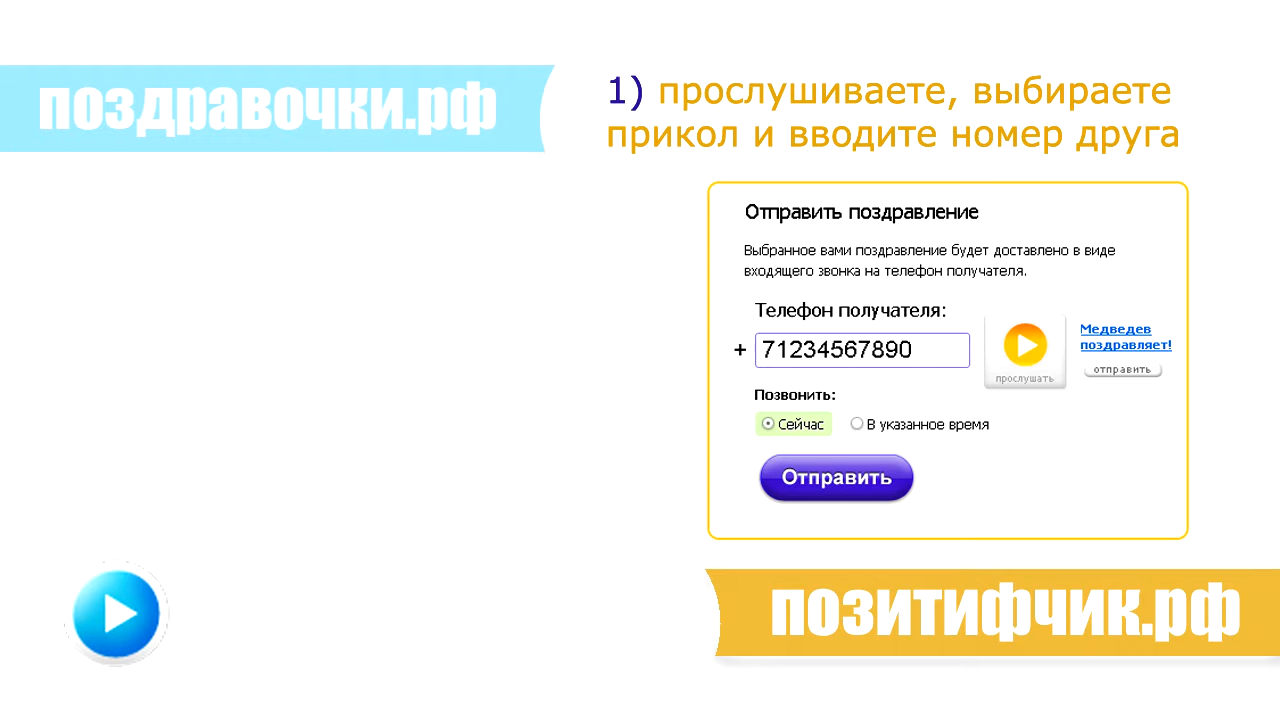 поздравочки.рф
1) прослушиваете, выбираете
прикол и вводите номер друга
Отправить поздравление
Выбранное вами поздравление будет доставлено в виде
входящего звонка на телефон получателя.
Телефон получателя:
+ 71234567890
прослушать
Медведев
поздравляет!
отправить
Позвонить:
Сейчас В указанное время
Отправить
позитифчик.рф